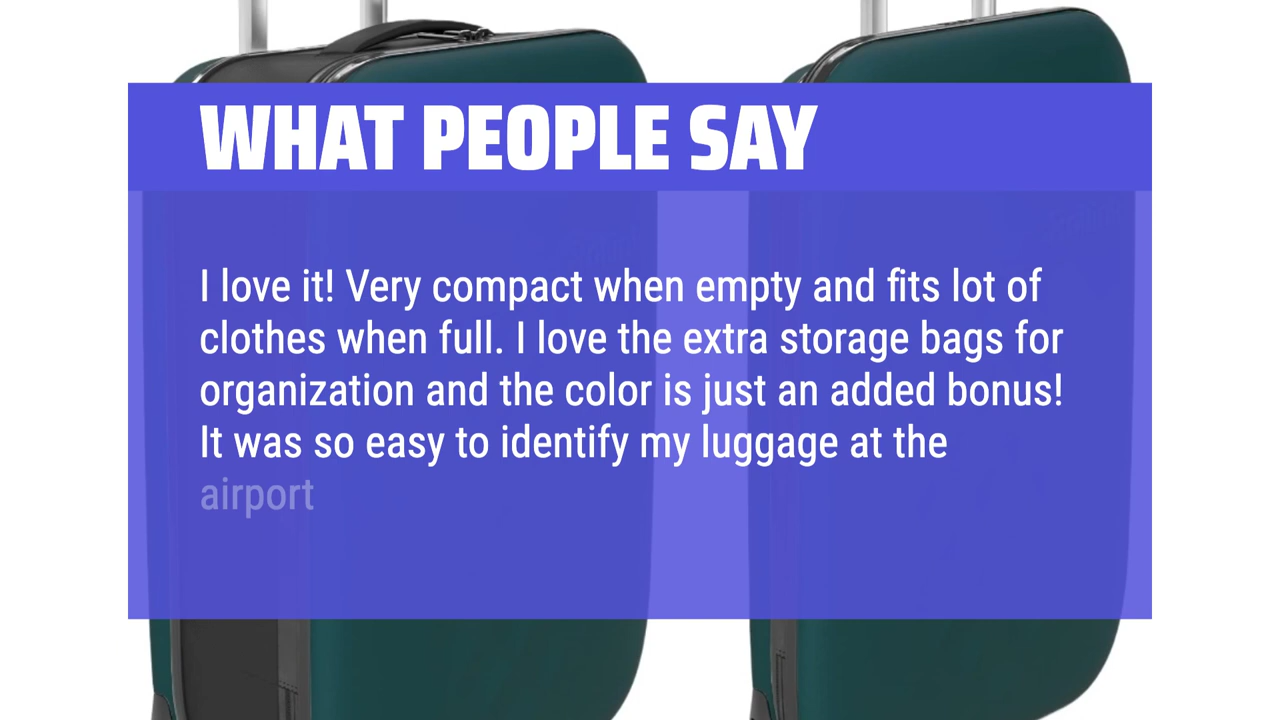 WHAT PEOPLE SAY
I love it! Very compact when empty and fits lot of
clothes when full. I love the extra storage bags for
organization and the color is just an added bonus!
It was so easy to identify my luggage at the
airport